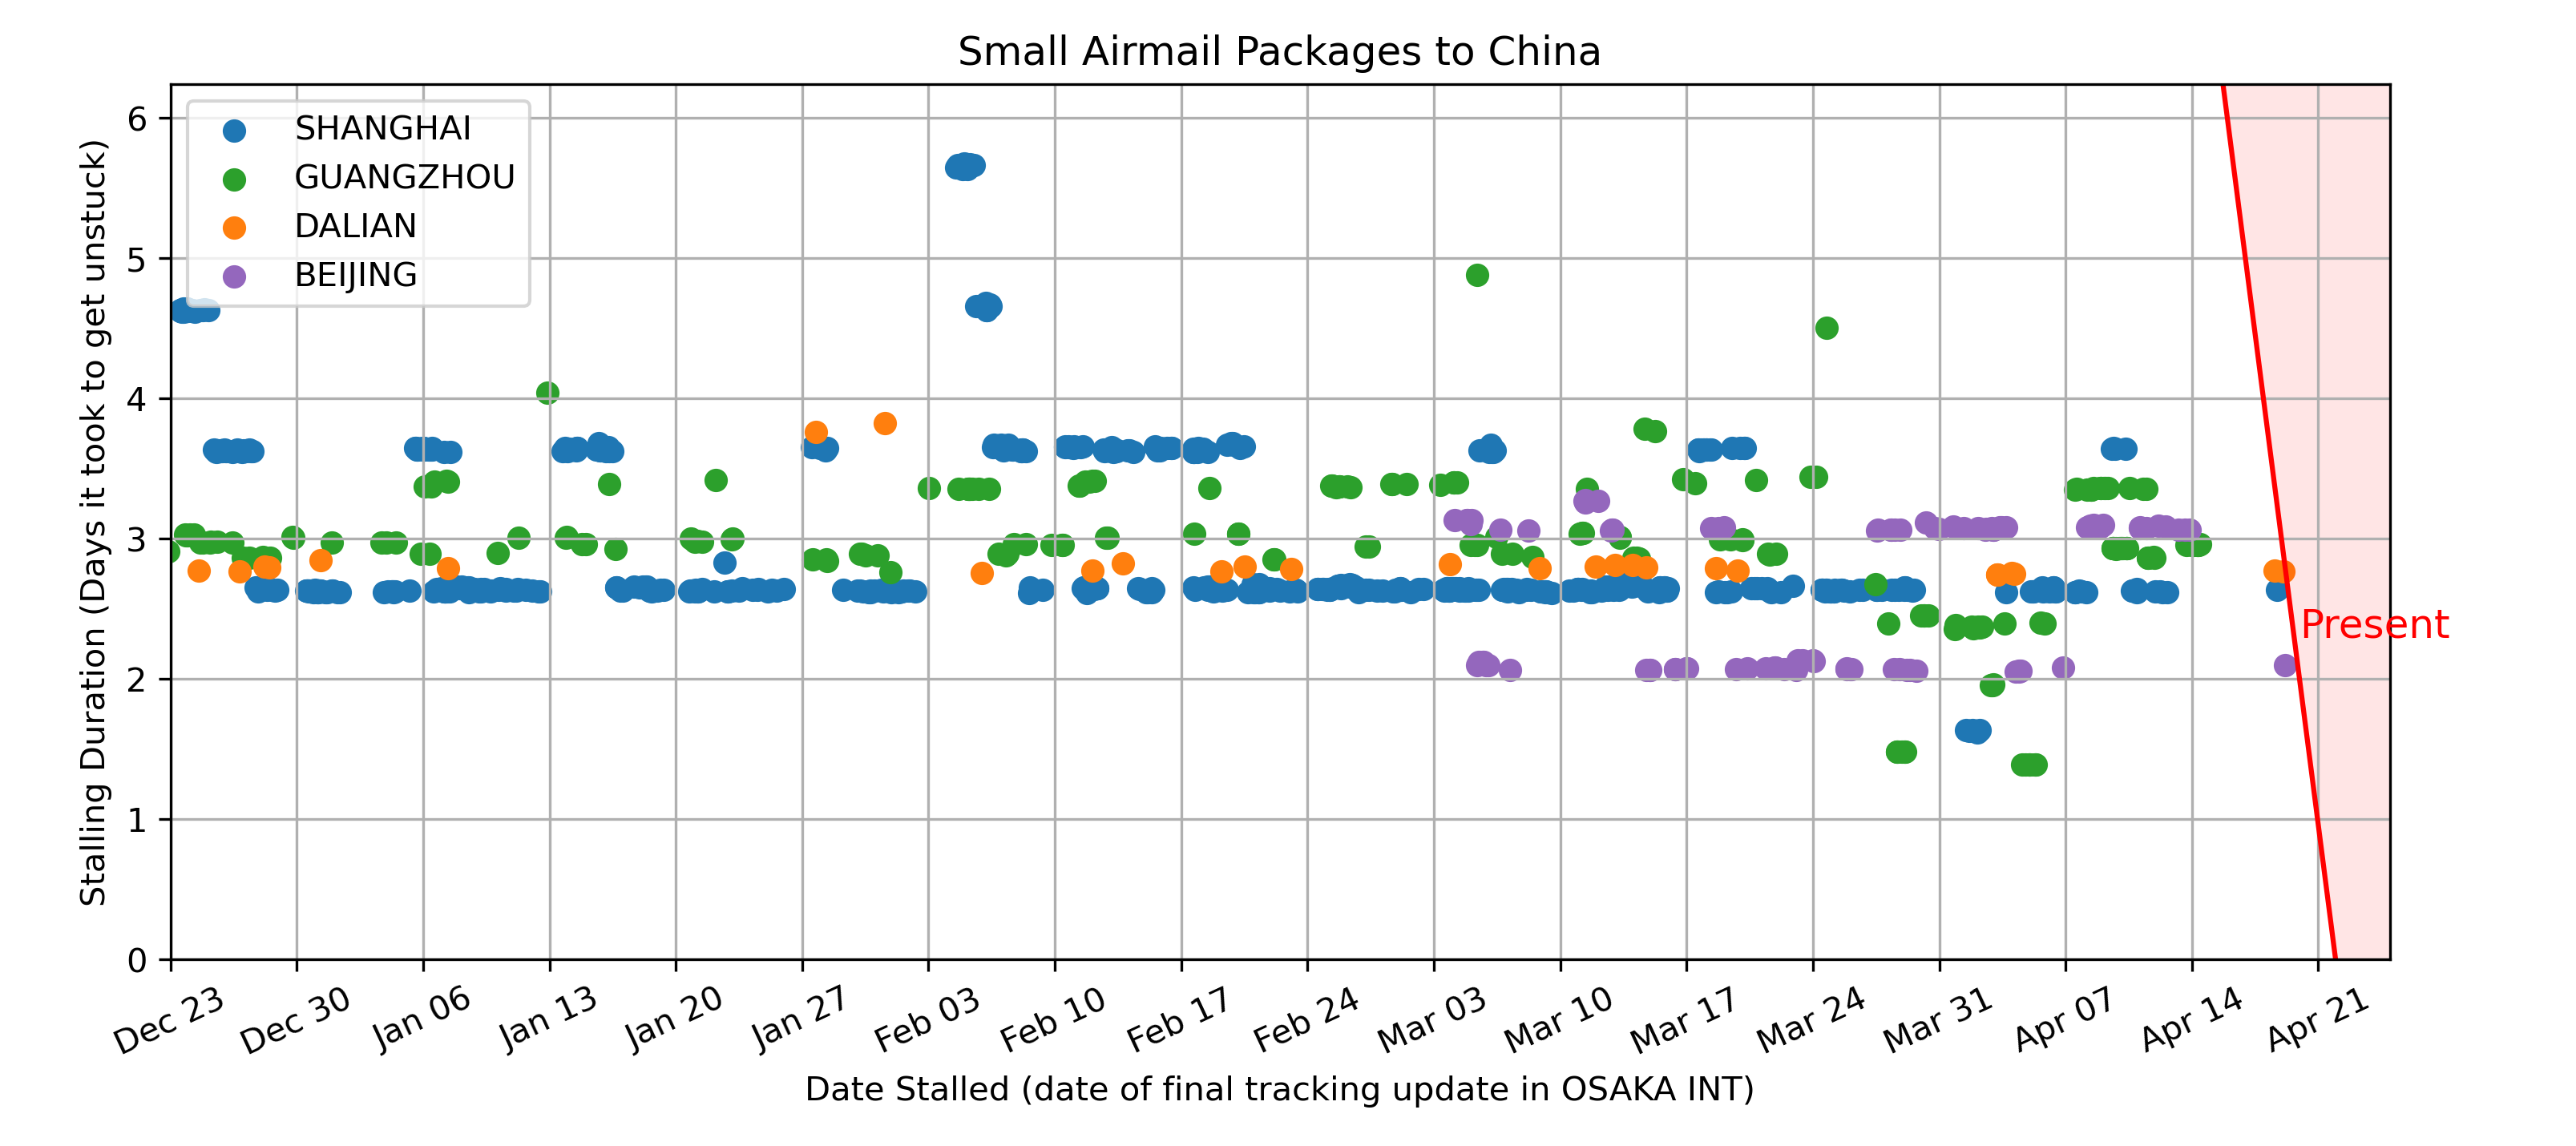 Small Airmail Packages to China
Stalling Duration (Days it took to get unstuck)
6
5
4
3
2
1
0
SHANGHAI
GUANGZHOU
DALIAN
BEIJING
Present
Dec 23
Dec 30
Jan 06
Jan 13
Jan 20
Jan 27
Feb 03
Feb 10
Feb 17
Feb 24
Mar 03
Mar 10
Mar 17
Mar 24
Mar 31
Apr 07
Apr 14
Apr 21
Date Stalled (date of final tracking update in OSAKA INT)